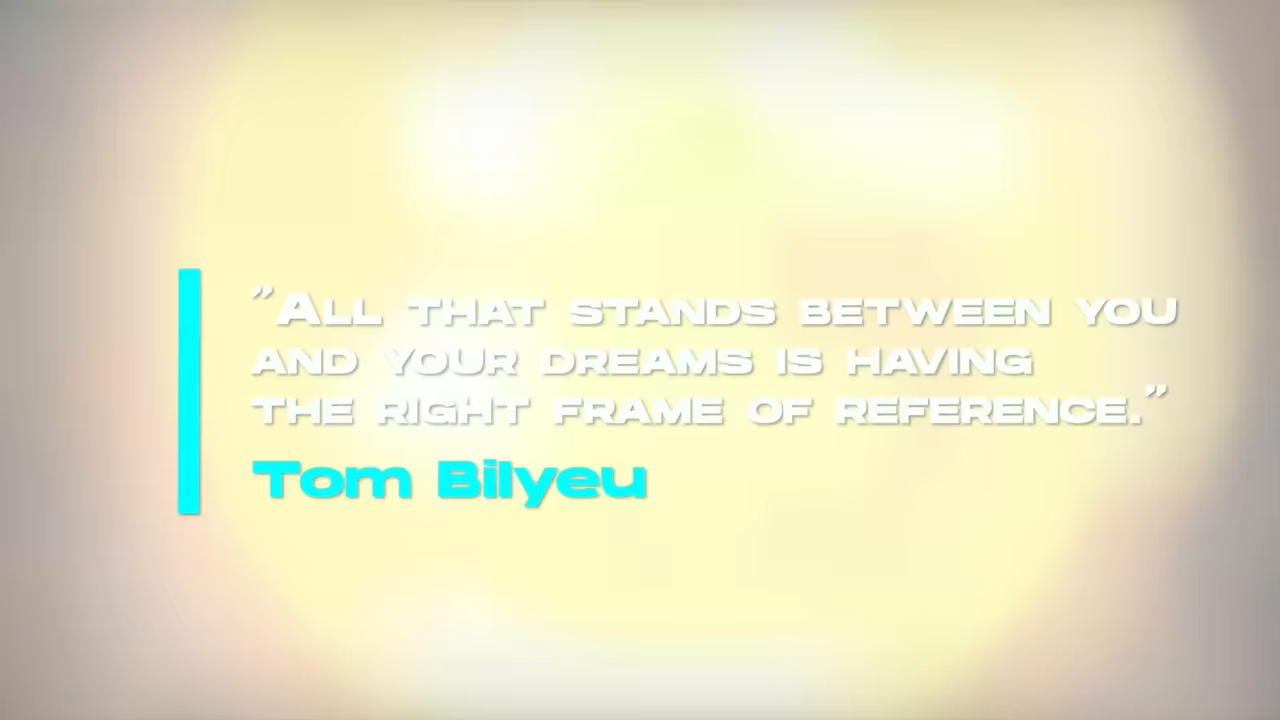 "All that stands between you
and your dreams is having
the right frame of reference."
Tom Bilyeu